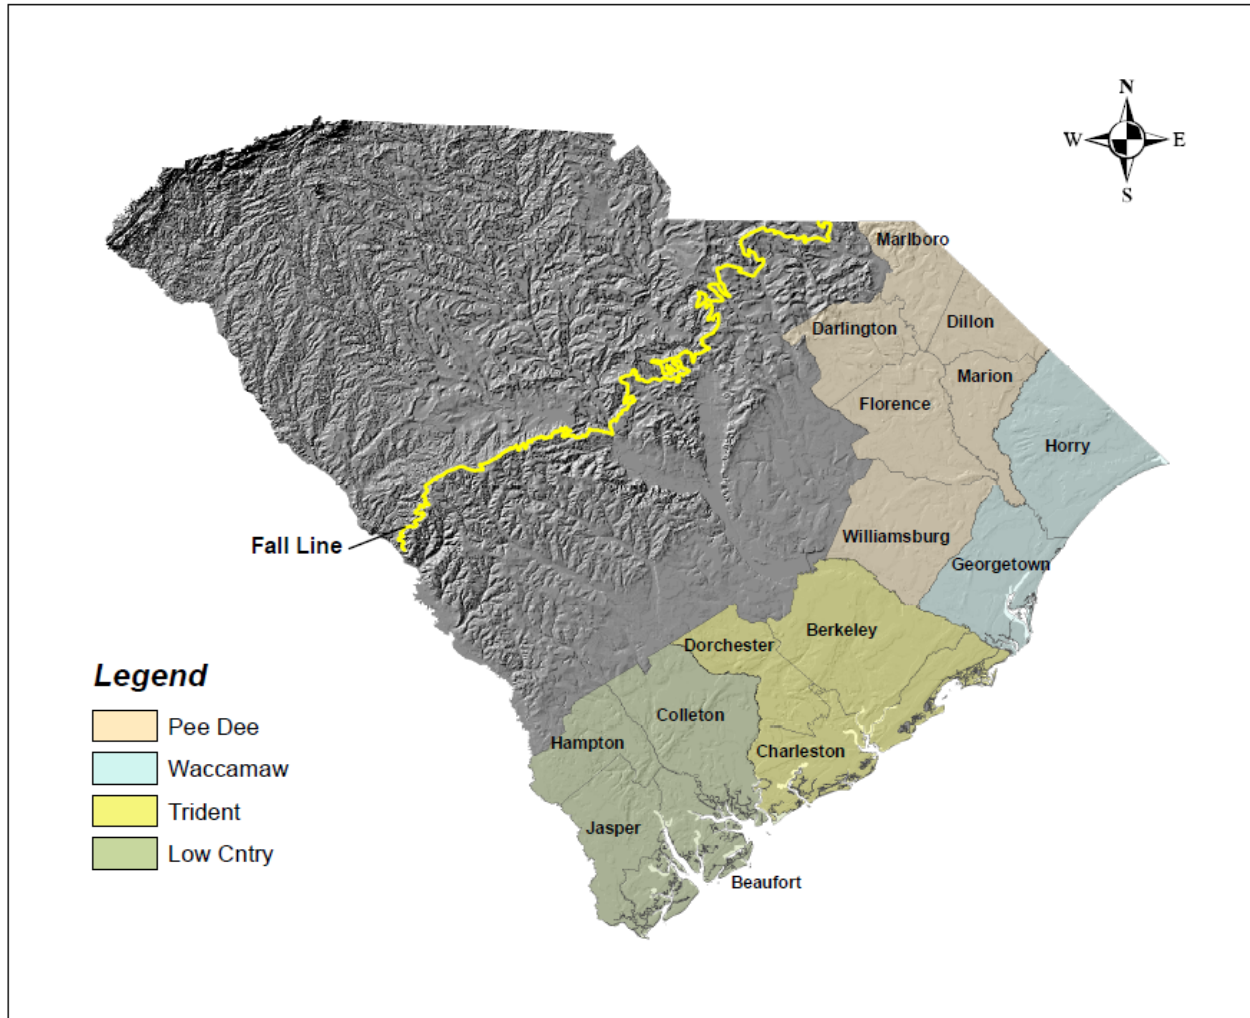 N
W E
S
Marlboro
Darlington
Dillon
Marion
Florence
Horry
Williamsburg
Georgetown
Fall Line
Berkeley
Dorchester
Colleton
Hampton
Charleston
Jasper
Beaufort
Legend
Pee Dee
Waccamaw
Trident
Low Cntry